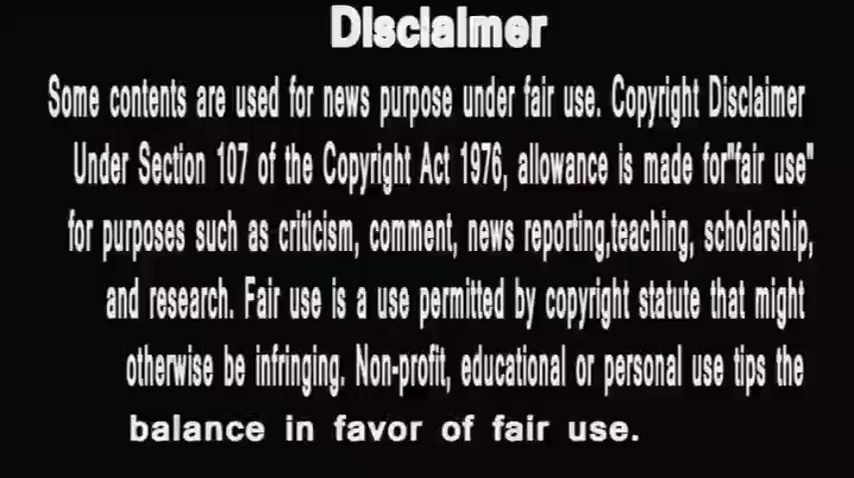 Disclaimer
Some contents are used for news purpose under fair use. Copyright Disclaimer
Under Section 107 of the Copyright Act 1976, allowance is made for"fair use"
for purposes such as criticism, comment, news reporting,teaching, scholarship,
and research. Fair use is a use permitted by copyright statute that might
otherwise be infringing. Non-profit, educational or personal use tips the
balance in favor of fair use.